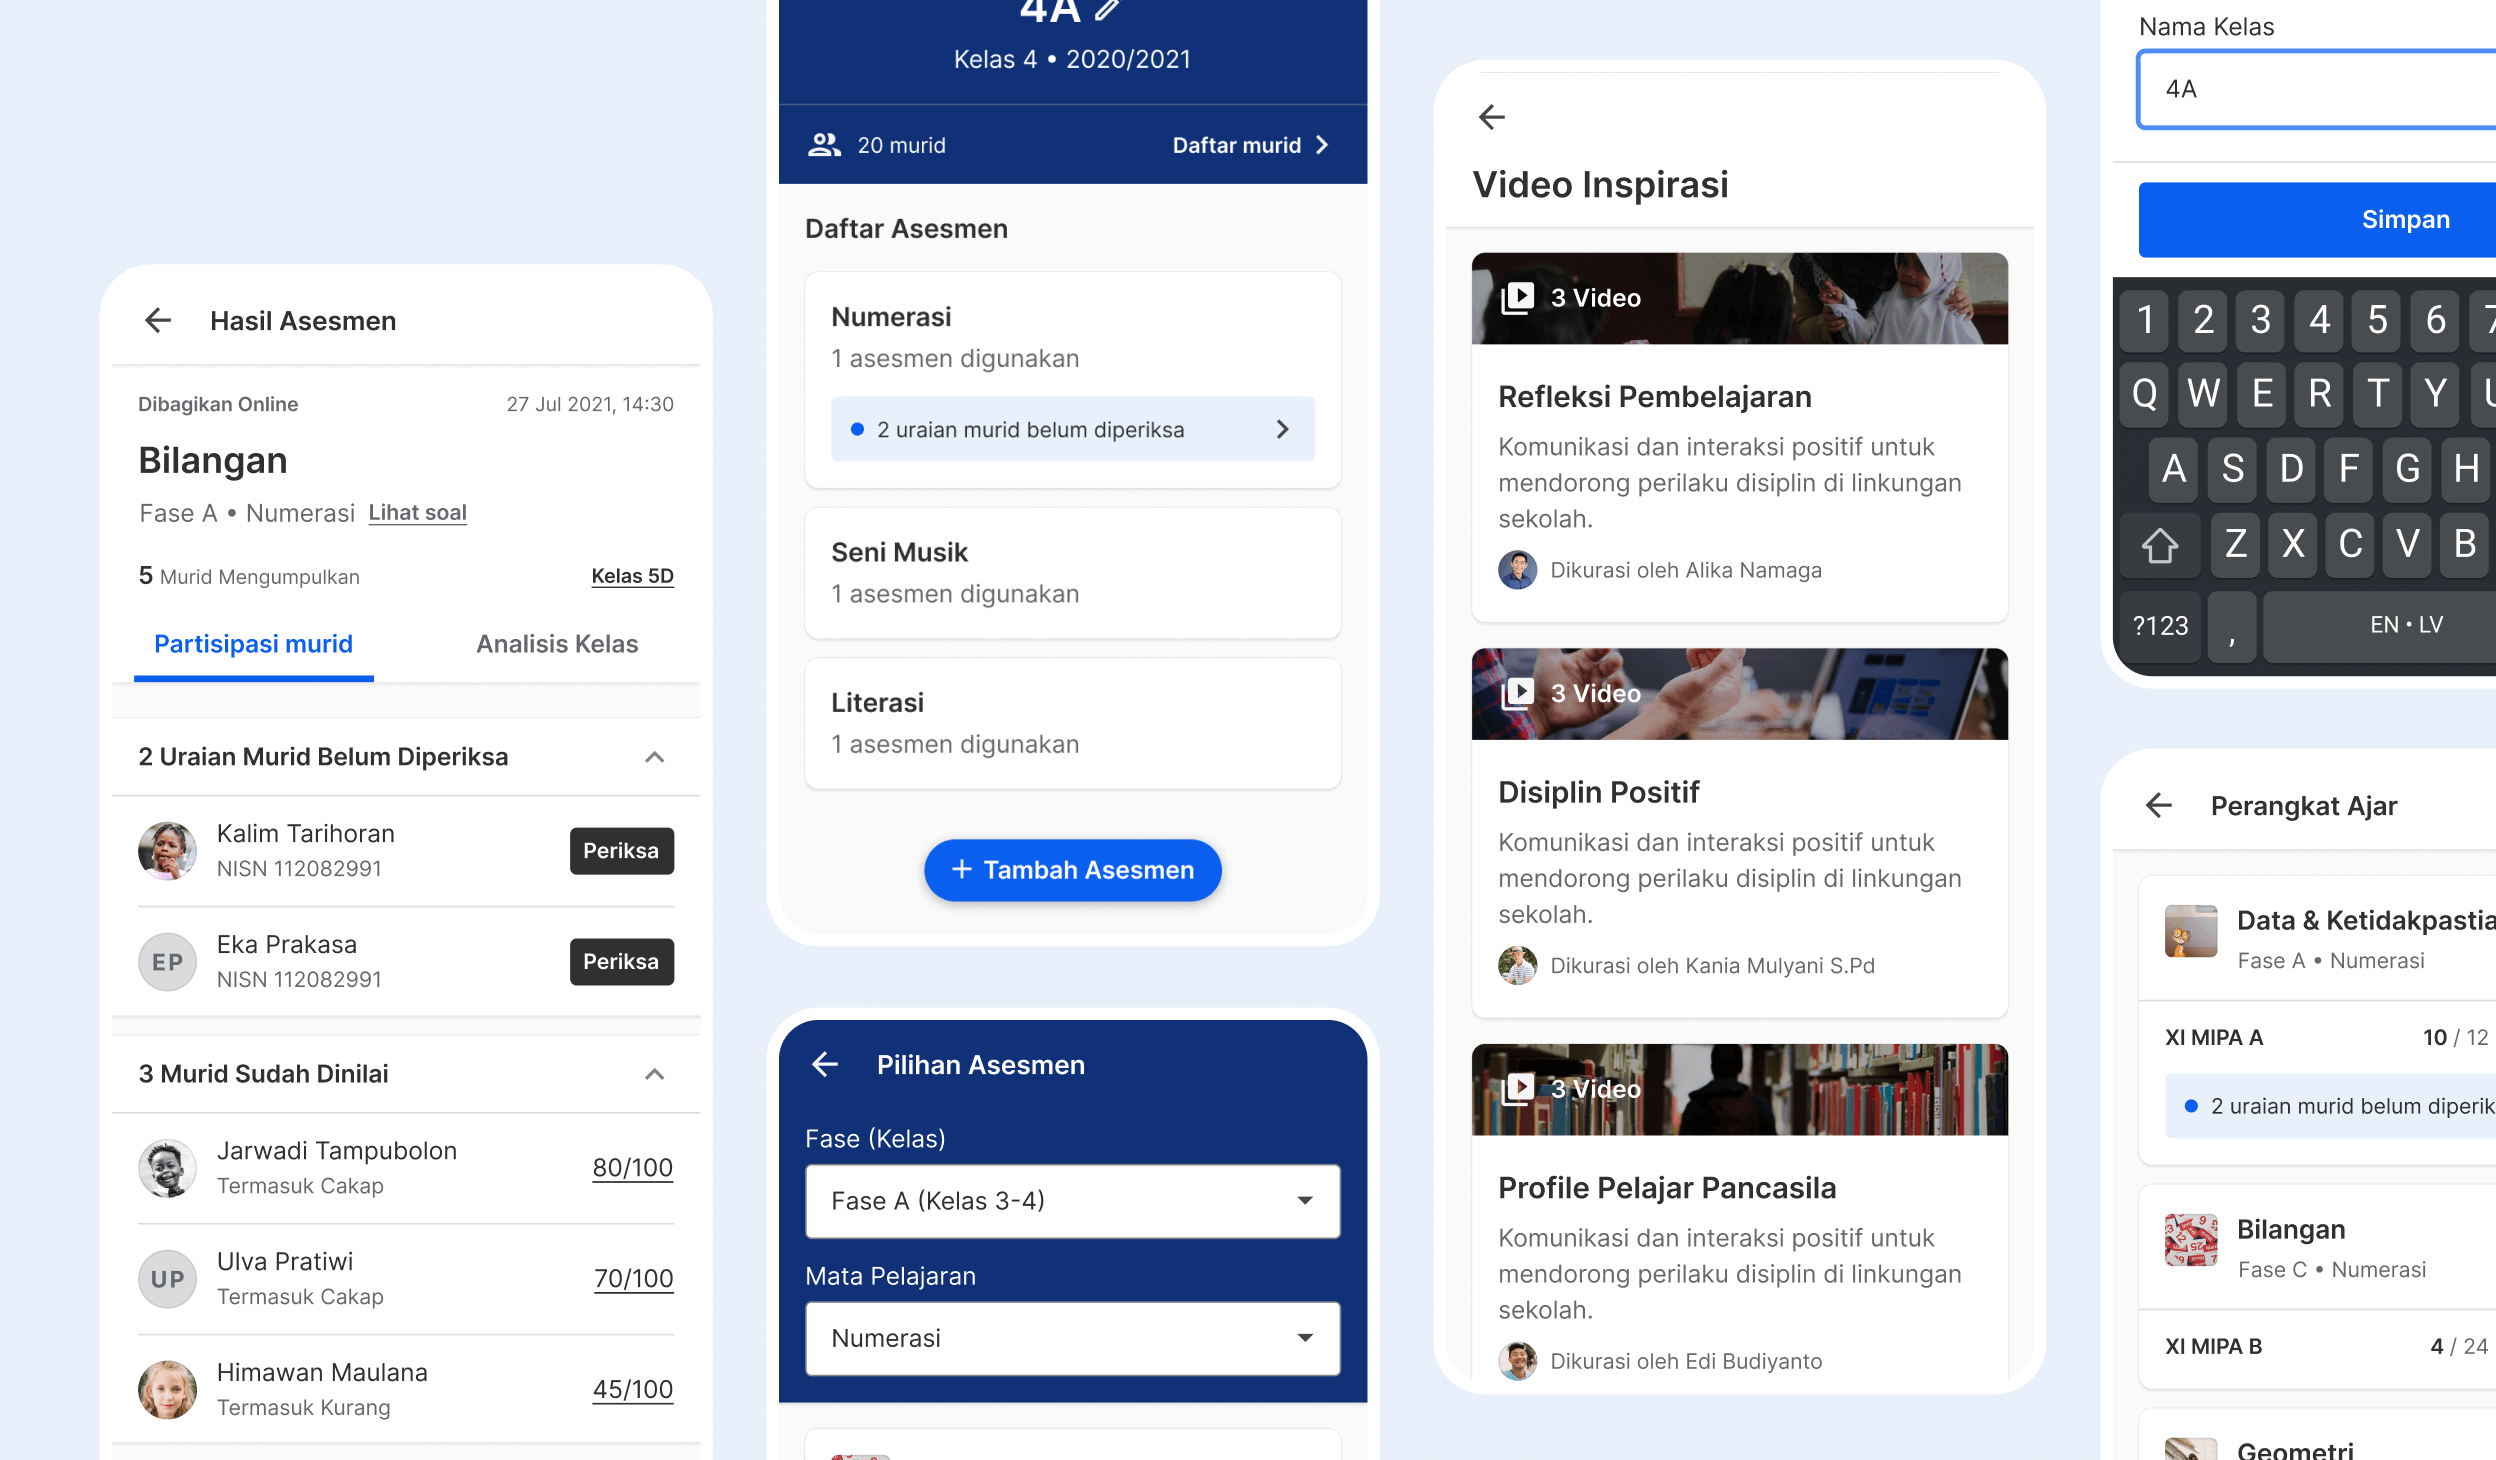 Hasil Asesmen
Dibagikan Online
27 Jul 2021, 14:30
Bilangan
Fase A • Numerasi Lihat soal
5 Murid Mengumpulkan
Kelas 5D
Partisipasi murid
Analisis Kelas
2 Uraian Murid Belum Diperiksa
Kalim Tarihoran
NISN 112082991
Periksa
EP
Eka Prakasa
NISN 112082991
Periksa
3 Murid Sudah Dinilai
Jarwadi Tampubolon
Termasuk Cakap
80/100
UP
Ulva Pratiwi
Termasuk Cakap
70/100
Himawan Maulana
Termasuk Kurang
45/100
4A
Kelas 4 • 2020/2021
20 murid
Daftar murid
Daftar Asesmen
Numerasi
1 asesmen digunakan
2 uraian murid belum diperiksa
Seni Musik
1 asesmen digunakan
Literasi
1 asesmen digunakan
+ Tambah Asesmen
Pilihan Asesmen
Fase (Kelas)
Fase A (Kelas 3-4)
Mata Pelajaran
Numerasi
Video Inspirasi
3 Video
Refleksi Pembelajaran
Komunikasi dan interaksi positif untuk
mendorong perilaku disiplin di linkungan
sekolah.
Dikurasi oleh Alika Namaga
3 Video
Disiplin Positif
Komunikasi dan interaksi positif untuk
mendorong perilaku disiplin di linkungan
sekolah.
Dikurasi oleh Kania Mulyani S.Pd
3 Video
Profile Pelajar Pancasila
Komunikasi dan interaksi positif untuk
mendorong perilaku disiplin di linkungan
sekolah.
Dikurasi oleh Edi Budiyanto
Nama Kelas
4A
Simpan
1 2 3 4 5 6 7
Q W E R T Y U
A S D F G H
Z X C V B
?123 , EN • LV
Perangkat Ajar
Data & Ketidakpastia
Fase A • Numerasi
XI MIPA A
10 / 12
2 uraian murid belum diperik
Bilangan
Fase C • Numerasi
XI MIPA B
4 / 24
Geometri